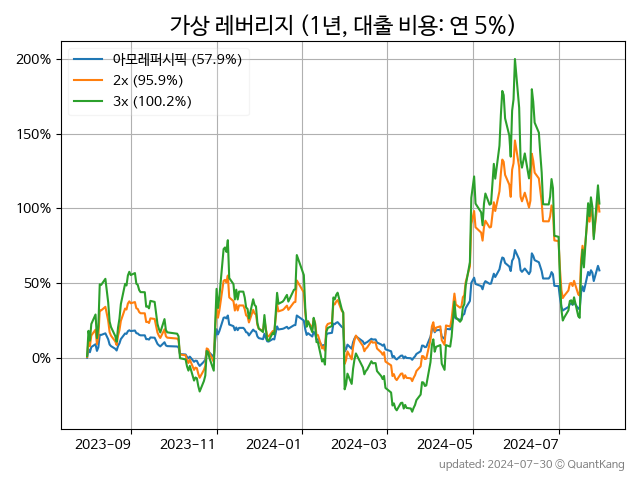 가상 레버리지 (1년, 대출 비용: 연 5%)
아모레퍼시픽 (57.9%)
2x (95.9%)
3x (100.2%)
200%
150%
100%
50%
0%
2023-09
2023-11
2024-01
2024-03
2024-05
2024-07
updated: 2024-07-30 © QuantKang